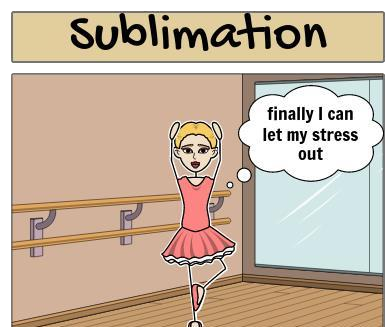 Sublimation
finally I can
let my stress
out